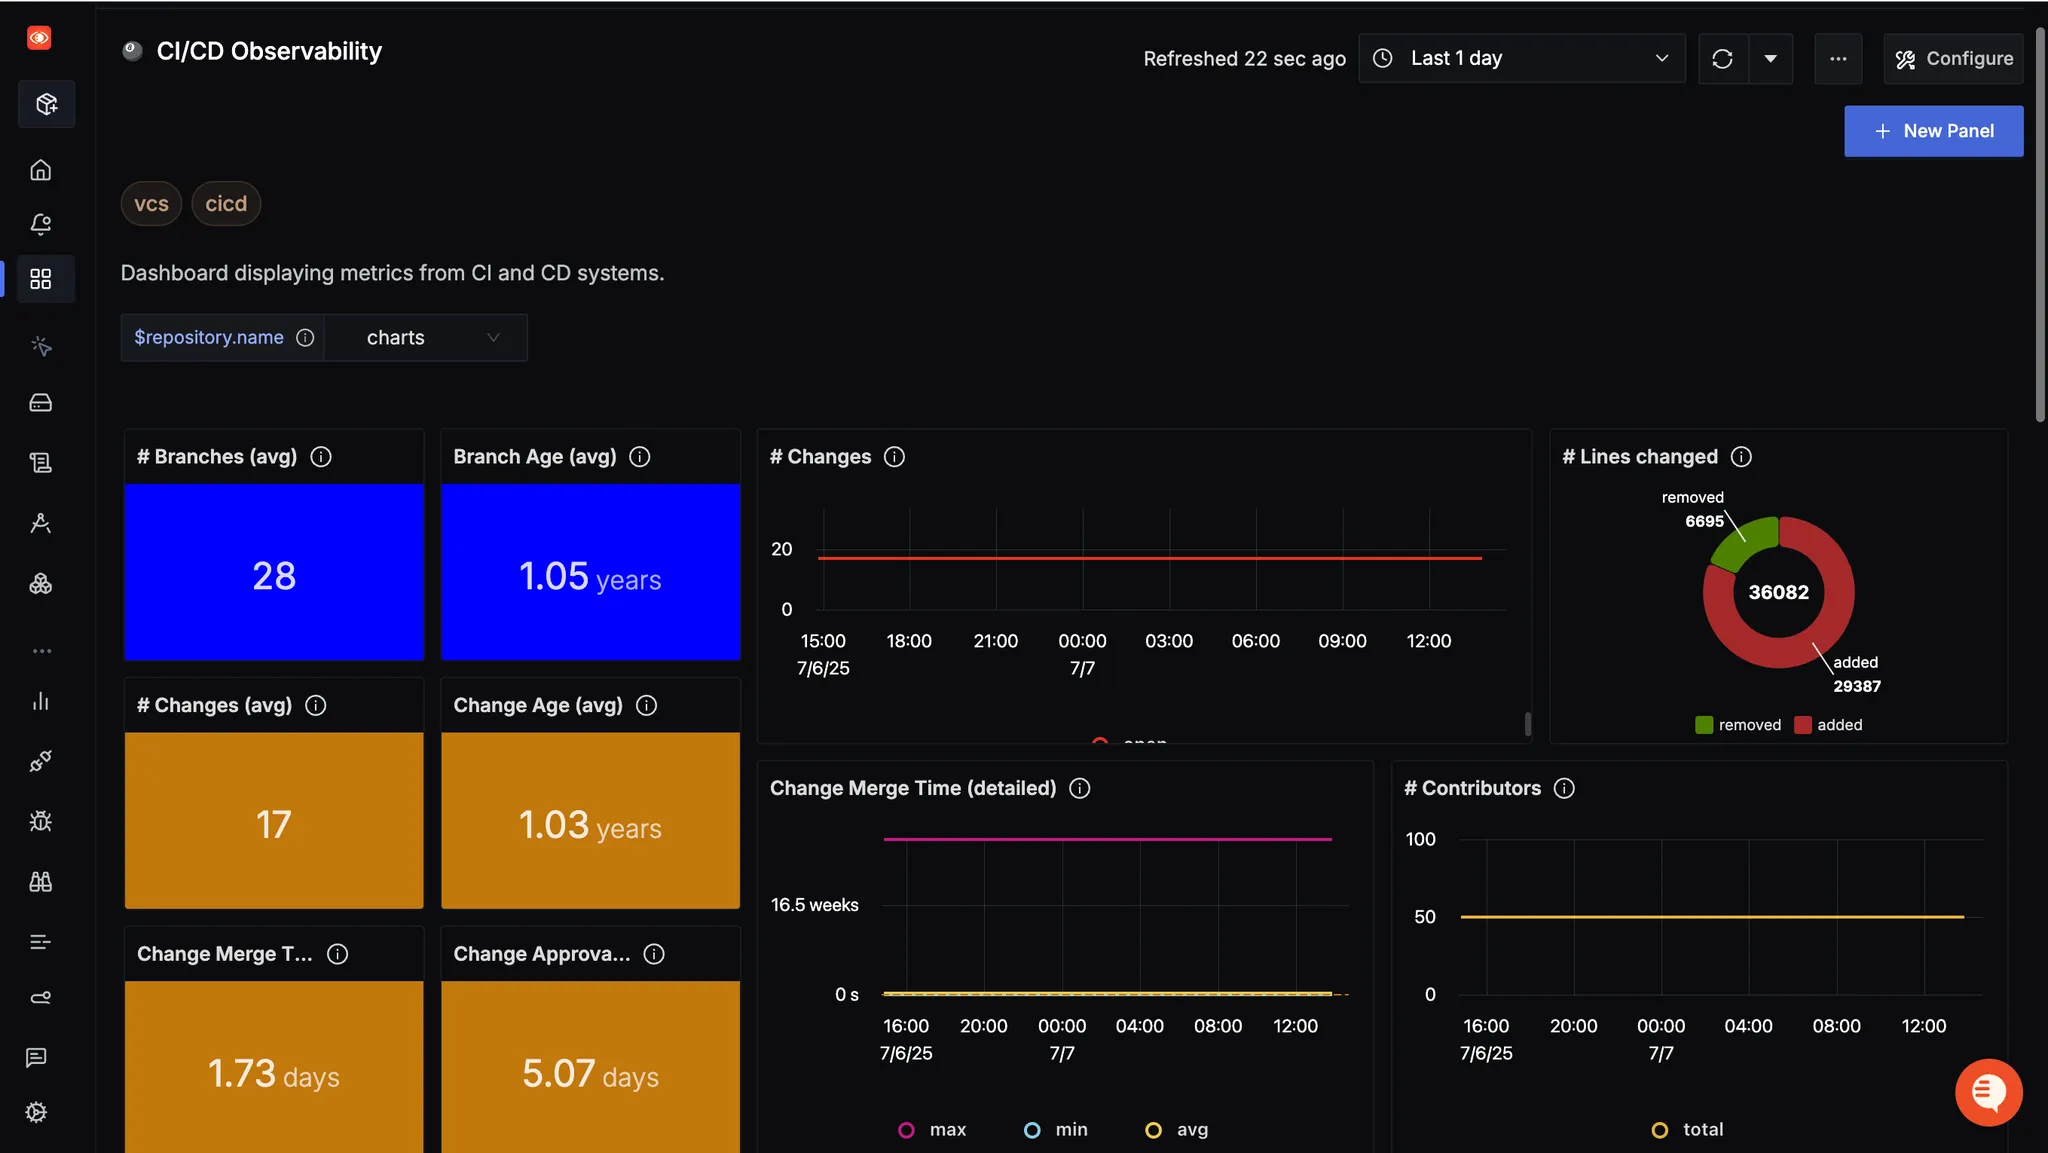 CI/CD Observability
Refreshed 22 sec ago
Last 1 day
Configure
New Panel
vcs
cicd
Dashboard displaying metrics from CI and CD systems.
$repository.name
charts
# Branches (avg)
28
Branch Age (avg)
1.05 years
# Changes
20
0
15:00 18:00 21:00 00:00 03:00 06:00 09:00 12:00
7/6/25 7/7
# Lines changed
removed
6695
36082
added
29387
removed added
# Changes (avg)
17
Change Age (avg)
1.03 years
Change Merge Time (detailed)
16.5 weeks
0 s
16:00 20:00 00:00 04:00 08:00 12:00
7/6/25 7/7
max min avg
# Contributors
100
50
0
16:00 20:00 00:00 04:00 08:00 12:00
7/6/25 7/7
total
Change Merge T...
1.73 days
Change Approva...
5.07 days